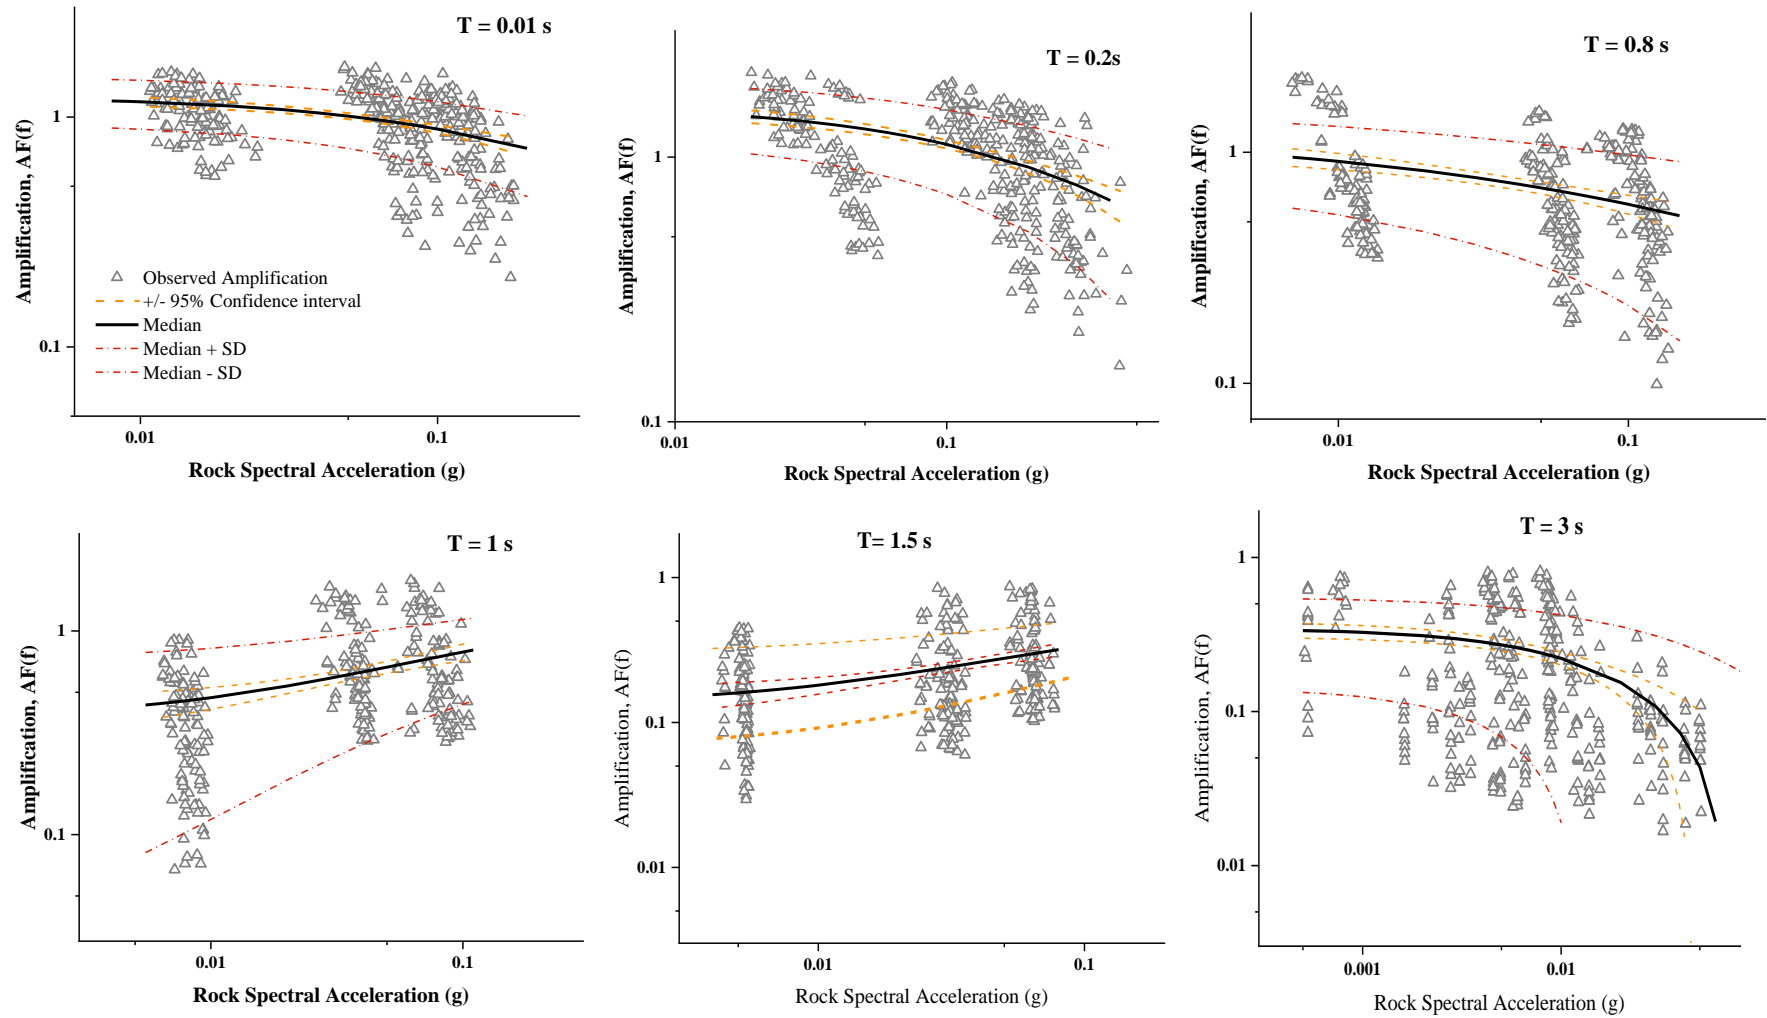 T = 0.01 s
1
0.1
Amplification, AF(f)
Observed Amplification
+/- 95% Confidence interval
Median
Median + SD
Median - SD
0.01
0.1
Rock Spectral Acceleration (g)
T = 0.2s
1
0.1
Amplification, AF(f)
0.01
0.1
Rock Spectral Acceleration (g)
T = 0.8 s
1
0.1
Amplification, AF(f)
0.01
0.1
Rock Spectral Acceleration (g)
T = 1 s
1
0.1
Amplification, AF(f)
0.01
0.1
Rock Spectral Acceleration (g)
T= 1.5 s
1
0.1
0.01
Amplification, AF(f)
0.01
0.1
Rock Spectral Acceleration (g)
T = 3 s
1
0.1
0.01
Amplification, AF(f)
0.001
0.01
Rock Spectral Acceleration (g)